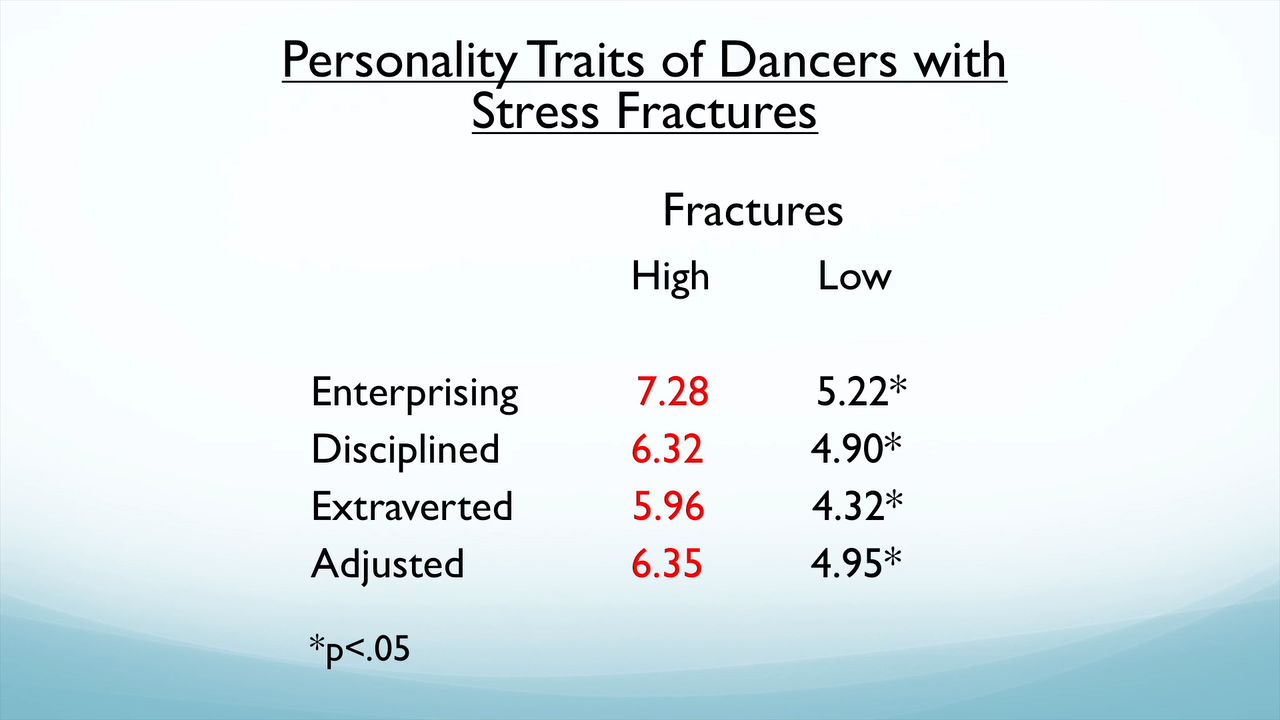 Personality Traits of Dancers with
Stress Fractures
Fractures
High Low
Enterprising 7.28 5.22*
Disciplined 6.32 4.90*
Extraverted 5.96 4.32*
Adjusted 6.35 4.95*
*p<.05